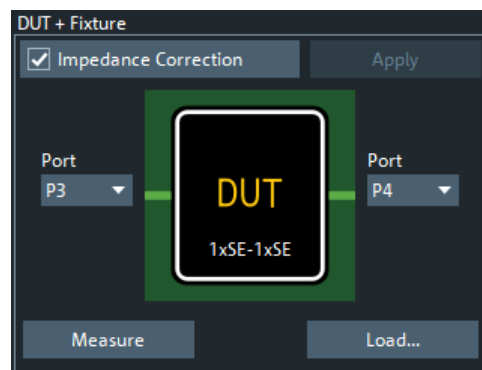 DUT + Fixture
Impedance Correction
Apply
Port
Port
P3
P4
DUT
1xSE-1xSE
Measure
Load...